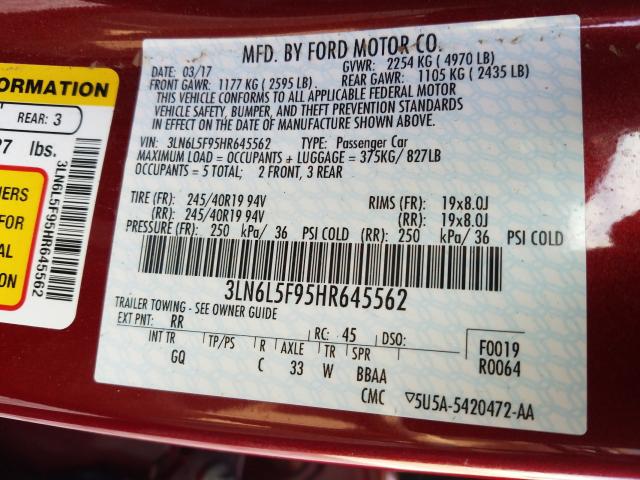 MFD. BY FORD MOTOR CO.
DATE: 03/17 GVWR: 2254 KG ( 4970 LB)
FRONT GAWR: 1177 KG ( 2595 LB) REAR GAWR: 1105 KG ( 2435 LB)
THIS VEHICLE CONFORMS TO ALL APPLICABLE FEDERAL MOTOR
VEHICLE SAFETY, BUMPER, AND THEFT PREVENTION STANDARDS
IN EFFECT ON THE DATE OF MANUFACTURE SHOWN ABOVE.
VIN: 3LN6L5F95HR645562 TYPE: Passenger Car
MAXIMUM LOAD = OCCUPANTS + LUGGAGE = 375KG/ 827LB
OCCUPANTS = 5 TOTAL; 2 FRONT, 3 REAR
TIRE (FR): 245/40R19 94V RIMS (FR): 19x8.0J
(RR): 245/40R19 94V (RR): 19x8.0J
PRESSURE (FR): 250 kPa/ 36 PSI COLD (RR): 250 kPa/ 36 PSI COLD
3LN6L5F95HR645562
TRAILER TOWING - SEE OWNER GUIDE
EXT PNT: RR RC: 45 DSO:
INT TR TP/PS R AXLE TR SPR F0019
GQ C 33 W BBAA R0064
CMC ▽5U5A-5420472-AA
FORMATION
REAR: 3
27 lbs.
3LN6L5F95HR645562
FOR
AL
ON